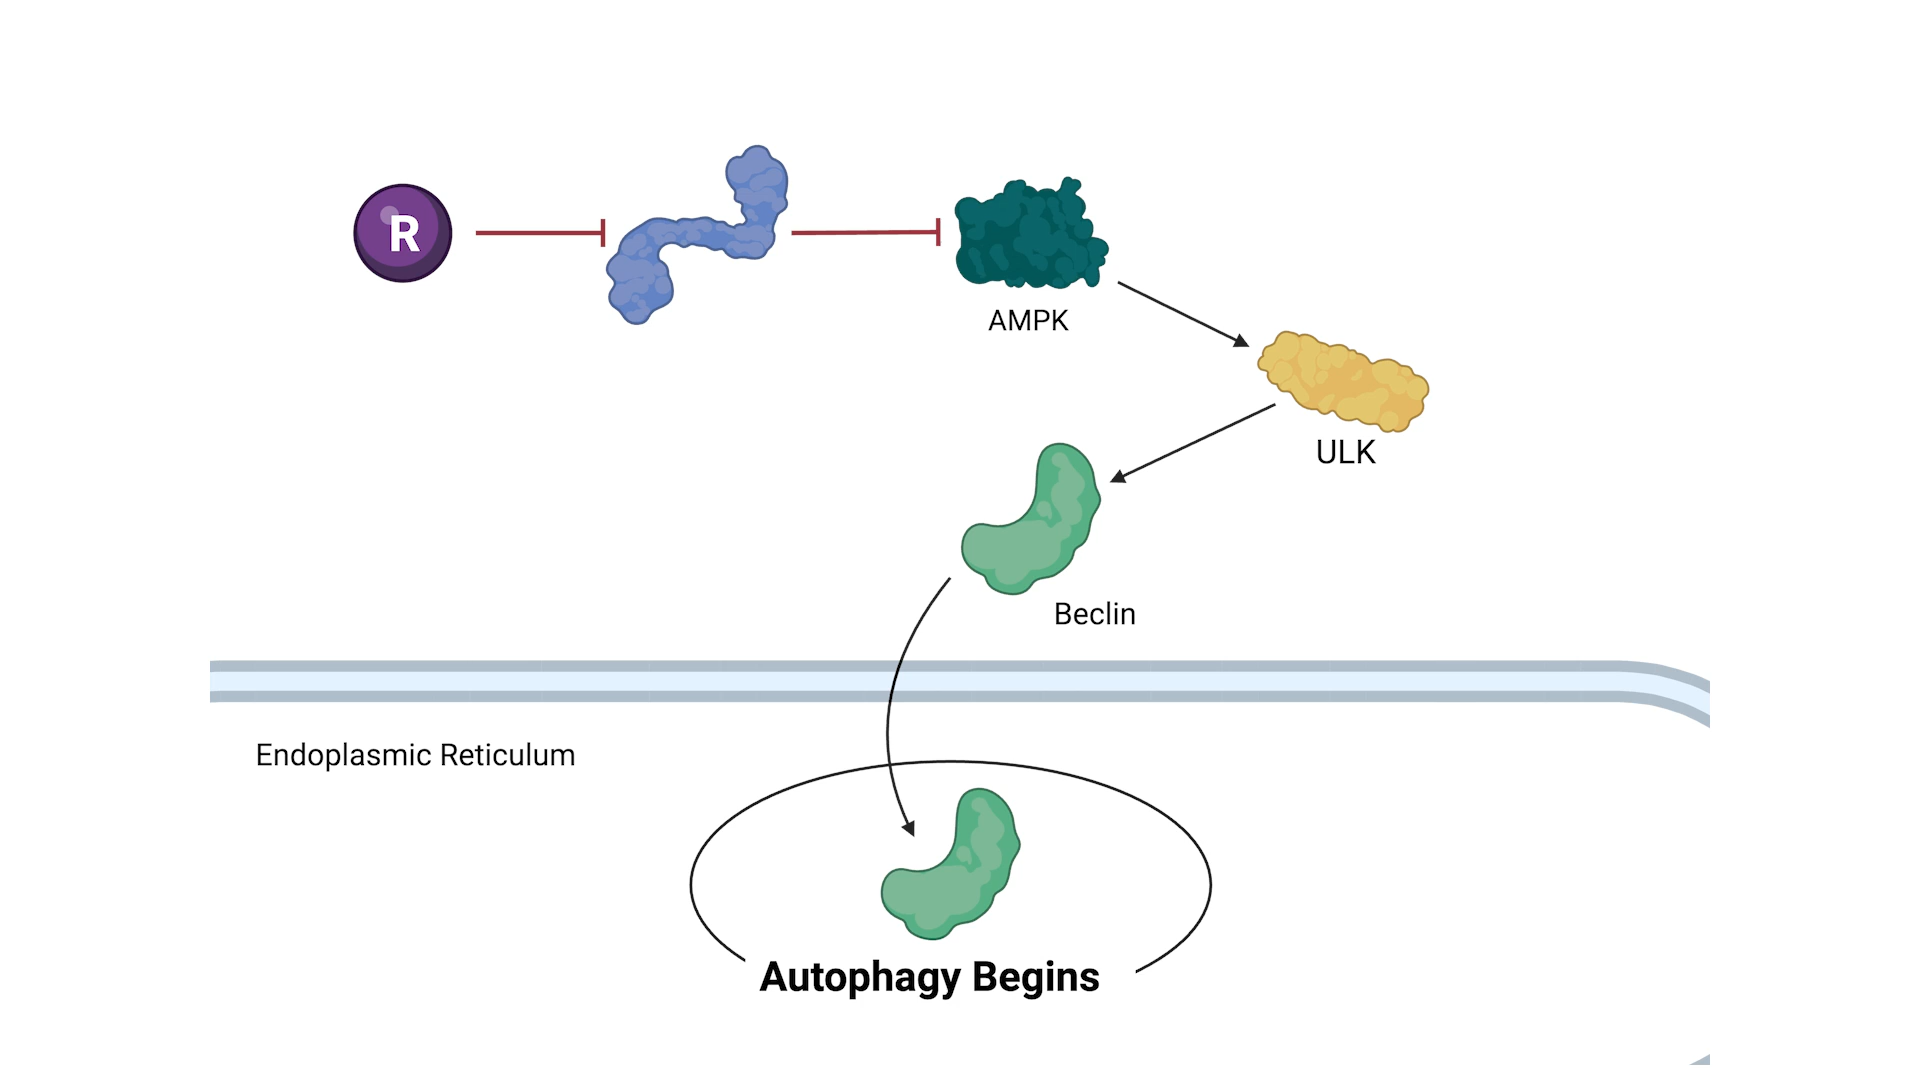 R
AMPK
ULK
Beclin
Endoplasmic Reticulum
Autophagy Begins